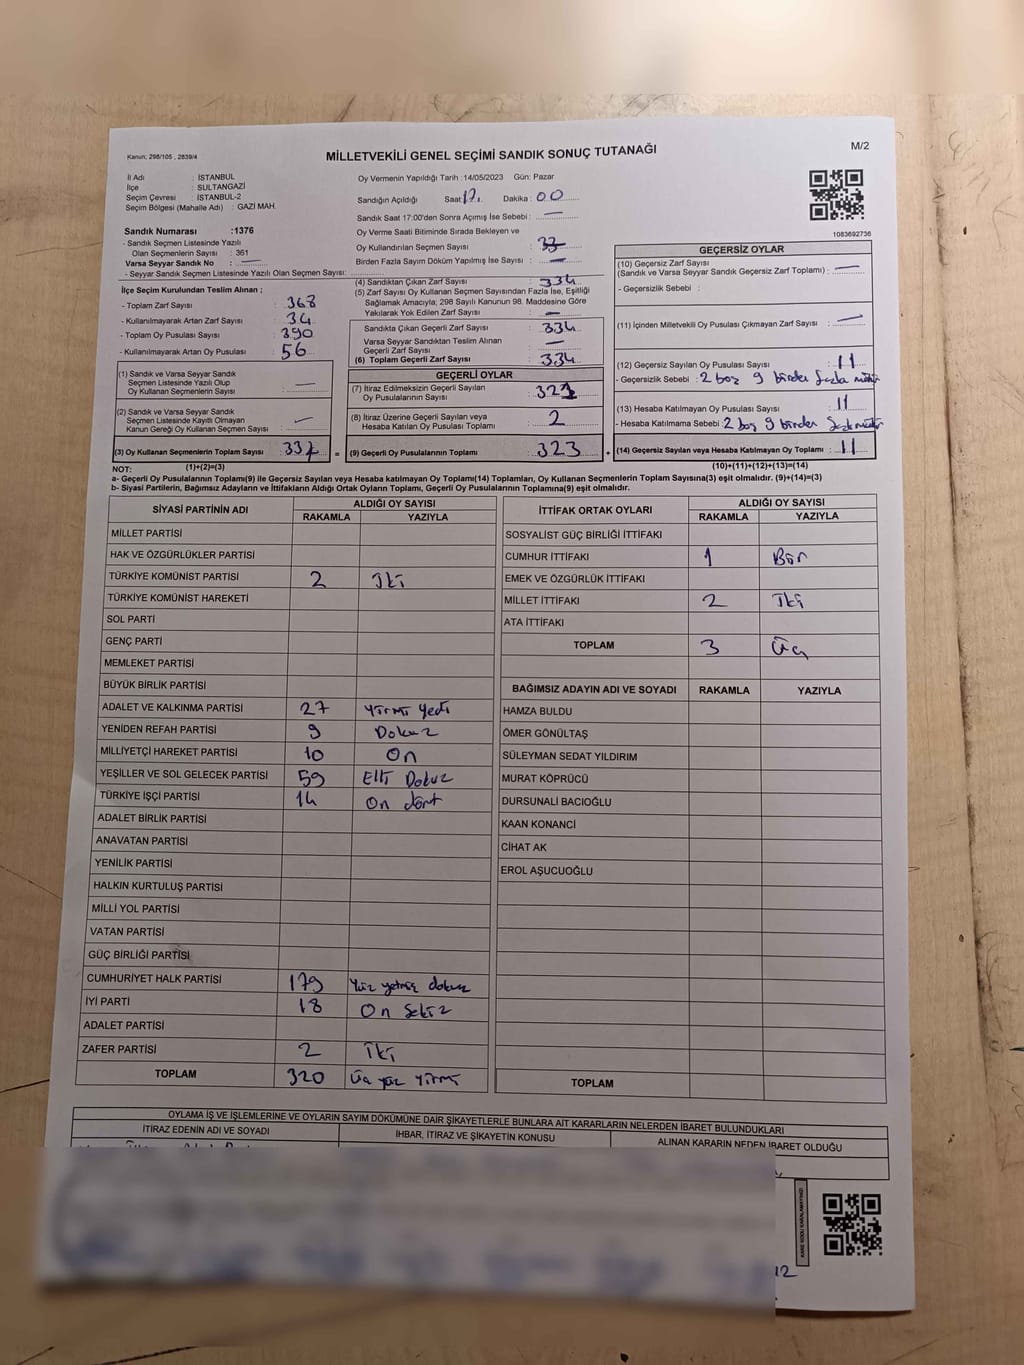 Kanun; 298/105 , 2839/4
MİLLETVEKİLİ GENEL SEÇİMİ SANDIK SONUÇ TUTANAĞI
M/2
İl Adı : İSTANBUL
İlçe : SULTANGAZİ
Seçim Çevresi : İSTANBUL-2
Seçim Bölgesi (Mahalle Adı) : GAZİ MAH.
Oy Vermenin Yapıldığı Tarih :14/05/2023 Gün: Pazar
Sandığın Açıldığı Saat: 17 Dakika : 00
Sandık Saat 17:00'den Sonra Açımış İse Sebebi : —
Oy Verme Saati Bitiminde Sırada Bekleyen ve
Oy Kullandırılan Seçmen Sayısı :
Birden Fazla Sayım Döküm Yapılmış İse Sayısı : —
1083692736
Sandık Numarası :1376
- Sandık Seçmen Listesinde Yazılı
Olan Seçmenlerin Sayısı : 361
Varsa Seyyar Sandık No : —
- Seyyar Sandık Seçmen Listesinde Yazılı Olan Seçmen Sayısı:
İlçe Seçim Kurulundan Teslim Alınan ;
- Toplam Zarf Sayısı : 368
- Kullanılmayarak Artan Zarf Sayısı : 34
- Toplam Oy Pusulası Sayısı : 390
- Kullanılmayarak Artan Oy Pusulası : 56
(1) Sandık ve Varsa Seyyar Sandık
Seçmen Listesinde Yazılı Olup
Oy Kullanan Seçmenlerin Sayısı : —
(2) Sandık ve Varsa Seyyar Sandık
Seçmen Listesinde Kayıtlı Olmayan
Kanun Gereği Oy Kullanan Seçmen Sayısı : —
(3) Oy Kullanan Seçmenlerin Toplam Sayısı : 334 =
(4) Sandıktan Çıkan Zarf Sayısı : 334
(5) Zarf Sayısı Oy Kullanan Seçmen Sayısından Fazla İse, Eşitliği
Sağlamak Amacıyla; 298 Sayılı Kanunun 98. Maddesine Göre
Yakılarak Yok Edilen Zarf Sayısı : —
Sandıkta Çıkan Geçerli Zarf Sayısı : 334
Varsa Seyyar Sandıktan Teslim Alınan
Geçerli Zarf Sayısı : —
(6) Toplam Geçerli Zarf Sayısı : 334
GEÇERLİ OYLAR
(7) İtiraz Edilmeksizin Geçerli Sayılan
Oy Pusulalarının Sayısı : 321
(8) İtiraz Üzerine Geçerli Sayılan veya
Hesaba Katılan Oy Pusulası Toplamı : 2
(9) Geçerli Oy Pusulalarının Toplamı : 323 +
GEÇERSİZ OYLAR
(10) Geçersiz Zarf Sayısı
(Sandık ve Varsa Seyyar Sandık Geçersiz Zarf Toplamı) : —
- Geçersizlik Sebebi :
(11) İçinden Milletvekili Oy Pusulası Çıkmayan Zarf Sayısı : —
(12) Geçersiz Sayılan Oy Pusulası Sayısı : 11
- Geçersizlik Sebebi : 2 boş 9 birden fazla mühür
(13) Hesaba Katılmayan Oy Pusulası Sayısı : 11
- Hesaba Katılmama Sebebi : 2 boş 9 birden
(14) Geçersiz Sayılan veya Hesaba Katılmayan Oy Toplamı : 11
NOT: (1)+(2)=(3) (10)+(11)+(12)+(13)=(14)
a- Geçerli Oy Pusulalarının Toplamı(9) ile Geçersiz Sayılan veya Hesaba katılmayan Oy Toplamı(14) Toplamları, Oy Kullanan Seçmenlerin Toplam Sayısına(3) eşit olmalıdır. (9)+(14)=(3)
b- Siyasi Partilerin, Bağımsız Adayların ve İttifakların Aldığı Ortak Oyların Toplamı, Geçerli Oy Pusulalarının Toplamına(9) eşit olmalıdır.
SİYASİ PARTİNİN ADI ALDIĞI OY SAYISI
RAKAMLA YAZIYLA
MİLLET PARTİSİ
HAK VE ÖZGÜRLÜKLER PARTİSİ
TÜRKİYE KOMÜNİST PARTİSİ 2 İki
TÜRKİYE KOMÜNİST HAREKETİ
SOL PARTİ
GENÇ PARTİ
MEMLEKET PARTİSİ
BÜYÜK BİRLİK PARTİSİ
ADALET VE KALKINMA PARTİSİ 27 Yirmi Yedi
YENİDEN REFAH PARTİSİ 9 Dokuz
MİLLİYETÇİ HAREKET PARTİSİ 10 On
YEŞİLLER VE SOL GELECEK PARTİSİ 59 Elli Dokuz
TÜRKİYE İŞÇİ PARTİSİ 14 On dört
ADALET BİRLİK PARTİSİ
ANAVATAN PARTİSİ
YENİLİK PARTİSİ
HALKIN KURTULUŞ PARTİSİ
MİLLİ YOL PARTİSİ
VATAN PARTİSİ
GÜÇ BİRLİĞİ PARTİSİ
CUMHURİYET HALK PARTİSİ 179 Yüz yetmiş dokuz
İYİ PARTİ 18 On Sekiz
ADALET PARTİSİ
ZAFER PARTİSİ 2 İki
TOPLAM 320 Üç yüz Yirmi
İTTİFAK ORTAK OYLARI ALDIĞI OY SAYISI
RAKAMLA YAZIYLA
SOSYALİST GÜÇ BİRLİĞİ İTTİFAKI
CUMHUR İTTİFAKI 1 Bir
EMEK VE ÖZGÜRLÜK İTTİFAKI
MİLLET İTTİFAKI 2 İki
ATA İTTİFAKI
TOPLAM 3 Üç
BAĞIMSIZ ADAYIN ADI VE SOYADI RAKAMLA YAZIYLA
HAMZA BULDU
ÖMER GÖNÜLTAŞ
SÜLEYMAN SEDAT YILDIRIM
MURAT KÖPRÜCÜ
DURSUNALİ BACIOĞLU
KAAN KONANCİ
CİHAT AK
EROL AŞUCUOĞLU
TOPLAM
OYLAMA İŞ VE İŞLEMLERİNE VE OYLARIN SAYIM DÖKÜMÜNE DAİR ŞİKAYETLERLE BUNLARA AİT KARARLARIN NELERDEN İBARET BULUNDUKLARI
İTİRAZ EDENİN ADI VE SOYADI İHBAR, İTİRAZ VE ŞİKAYETİN KONUSU ALINAN KARARIN NEDEN İBARET OLDUĞU
KARE KODU KARALAMAYINIZ!